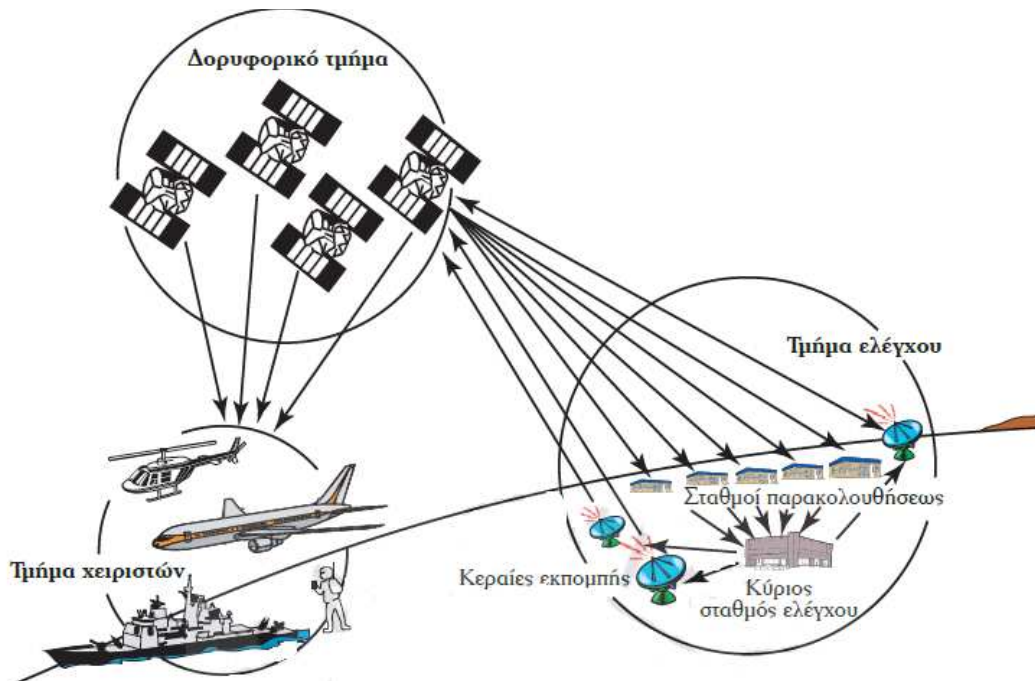 Δορυφορικό τμήμα
Τμήμα ελέγχου
Σταθμοί παρακολουθήσεως
Τμήμα χειριστών
Κεραίες εκπομπής
Κύριος
σταθμός ελέγχου